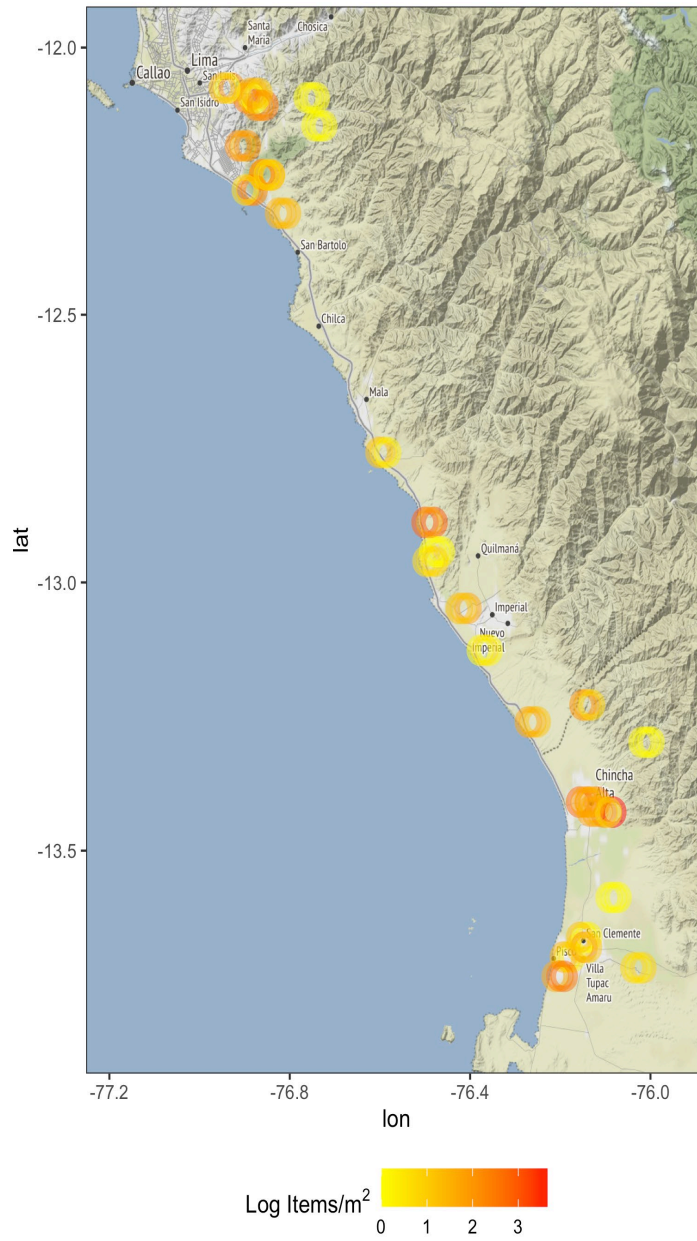 -12.0
-12.5
-13.0
-13.5
lat
Santa
Maria
Chosica
Lima
Callao
San Isidro
San Bartolo
Chilca
Mala
Quilmaná
Imperial
Nuevo
Imperial
Chincha
Alta
San Clemente
Villa
Tupac
Amaru
-77.2 -76.8 -76.4 -76.0
lon
Log Items/m²
0 1 2 3